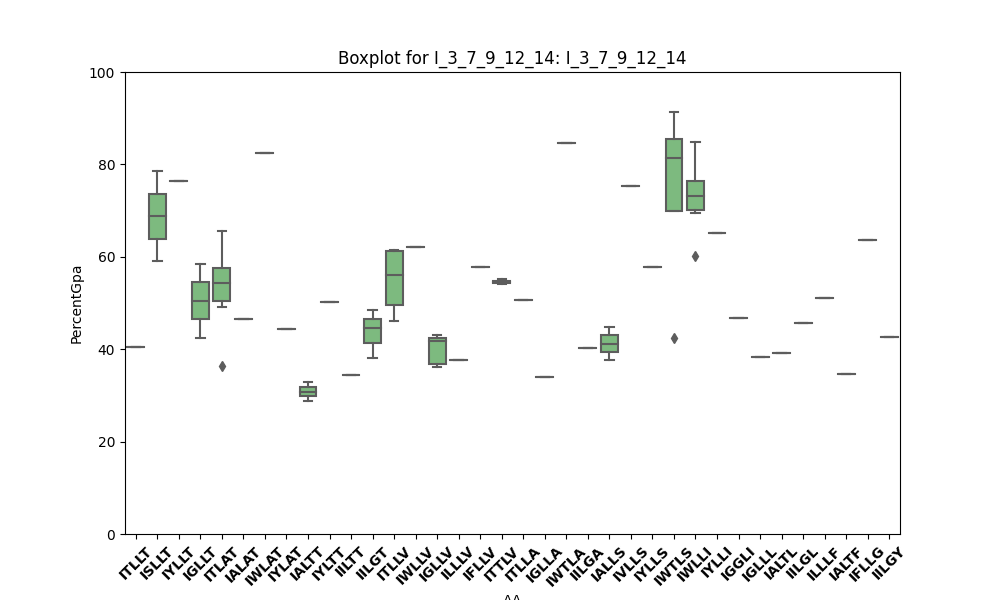 Boxplot for I_3_7_9_12_14: I_3_7_9_12_14
PercentGpa
100
80
60
40
20
0
ITLLT
ISLLT
IYLLT
IGLLT
ITLAT
IALAT
IWLAT
IYLAT
IALTT
IYLTT
IILTT
IILGT
ITLLV
IWLLV
IGLLV
ILLLV
IFLLV
ITTLV
ITLLA
IGLLA
IWTLA
IILGA
IALLS
IVLLS
IYLLS
IWTLS
IWLLI
IYLLI
IGGLI
IGLLL
IALTL
IILGL
ILLLF
IALTF
IFLLG
IILGY
AA